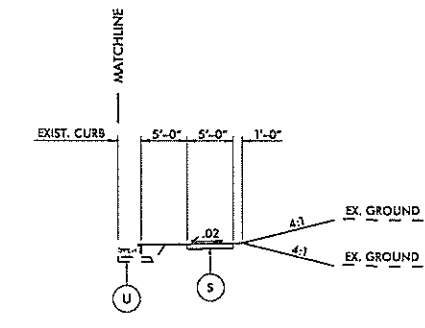 MATCHLINE
EXIST. CURB 5'-0" 5'-0" 1'-0"
.02
4:1 EX. GROUND
4:1 EX. GROUND
U
S